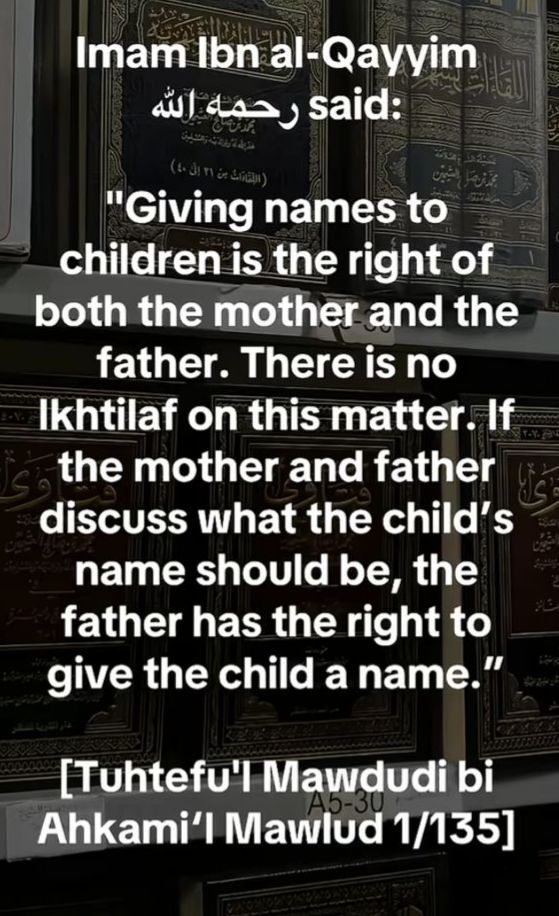 Imam Ibn al-Qayyim
رحمه الله said:
"Giving names to
children is the right of
both the mother and the
father. There is no
Ikhtilaf on this matter. If
the mother and father
discuss what the child’s
name should be, the
father has the right to
give the child a name.”
[Tuhtefu'l Mawdudi bi
Ahkami‘l Mawlud 1/135]
A5-30